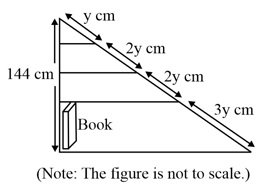 y cm
2y cm
2y cm
144 cm
3y cm
Book
(Note: The figure is not to scale.)